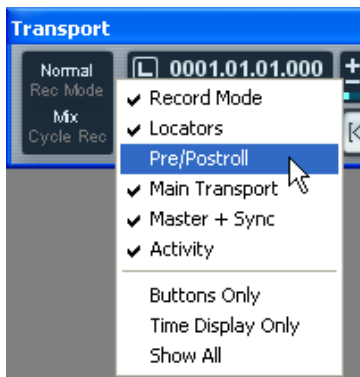 Transport
Normal
Rec Mode
Mix
Cycle Rec
L 0001.01.01.000
Record Mode
Locators
Pre/Postroll
Main Transport
Master + Sync
Activity
Buttons Only
Time Display Only
Show All